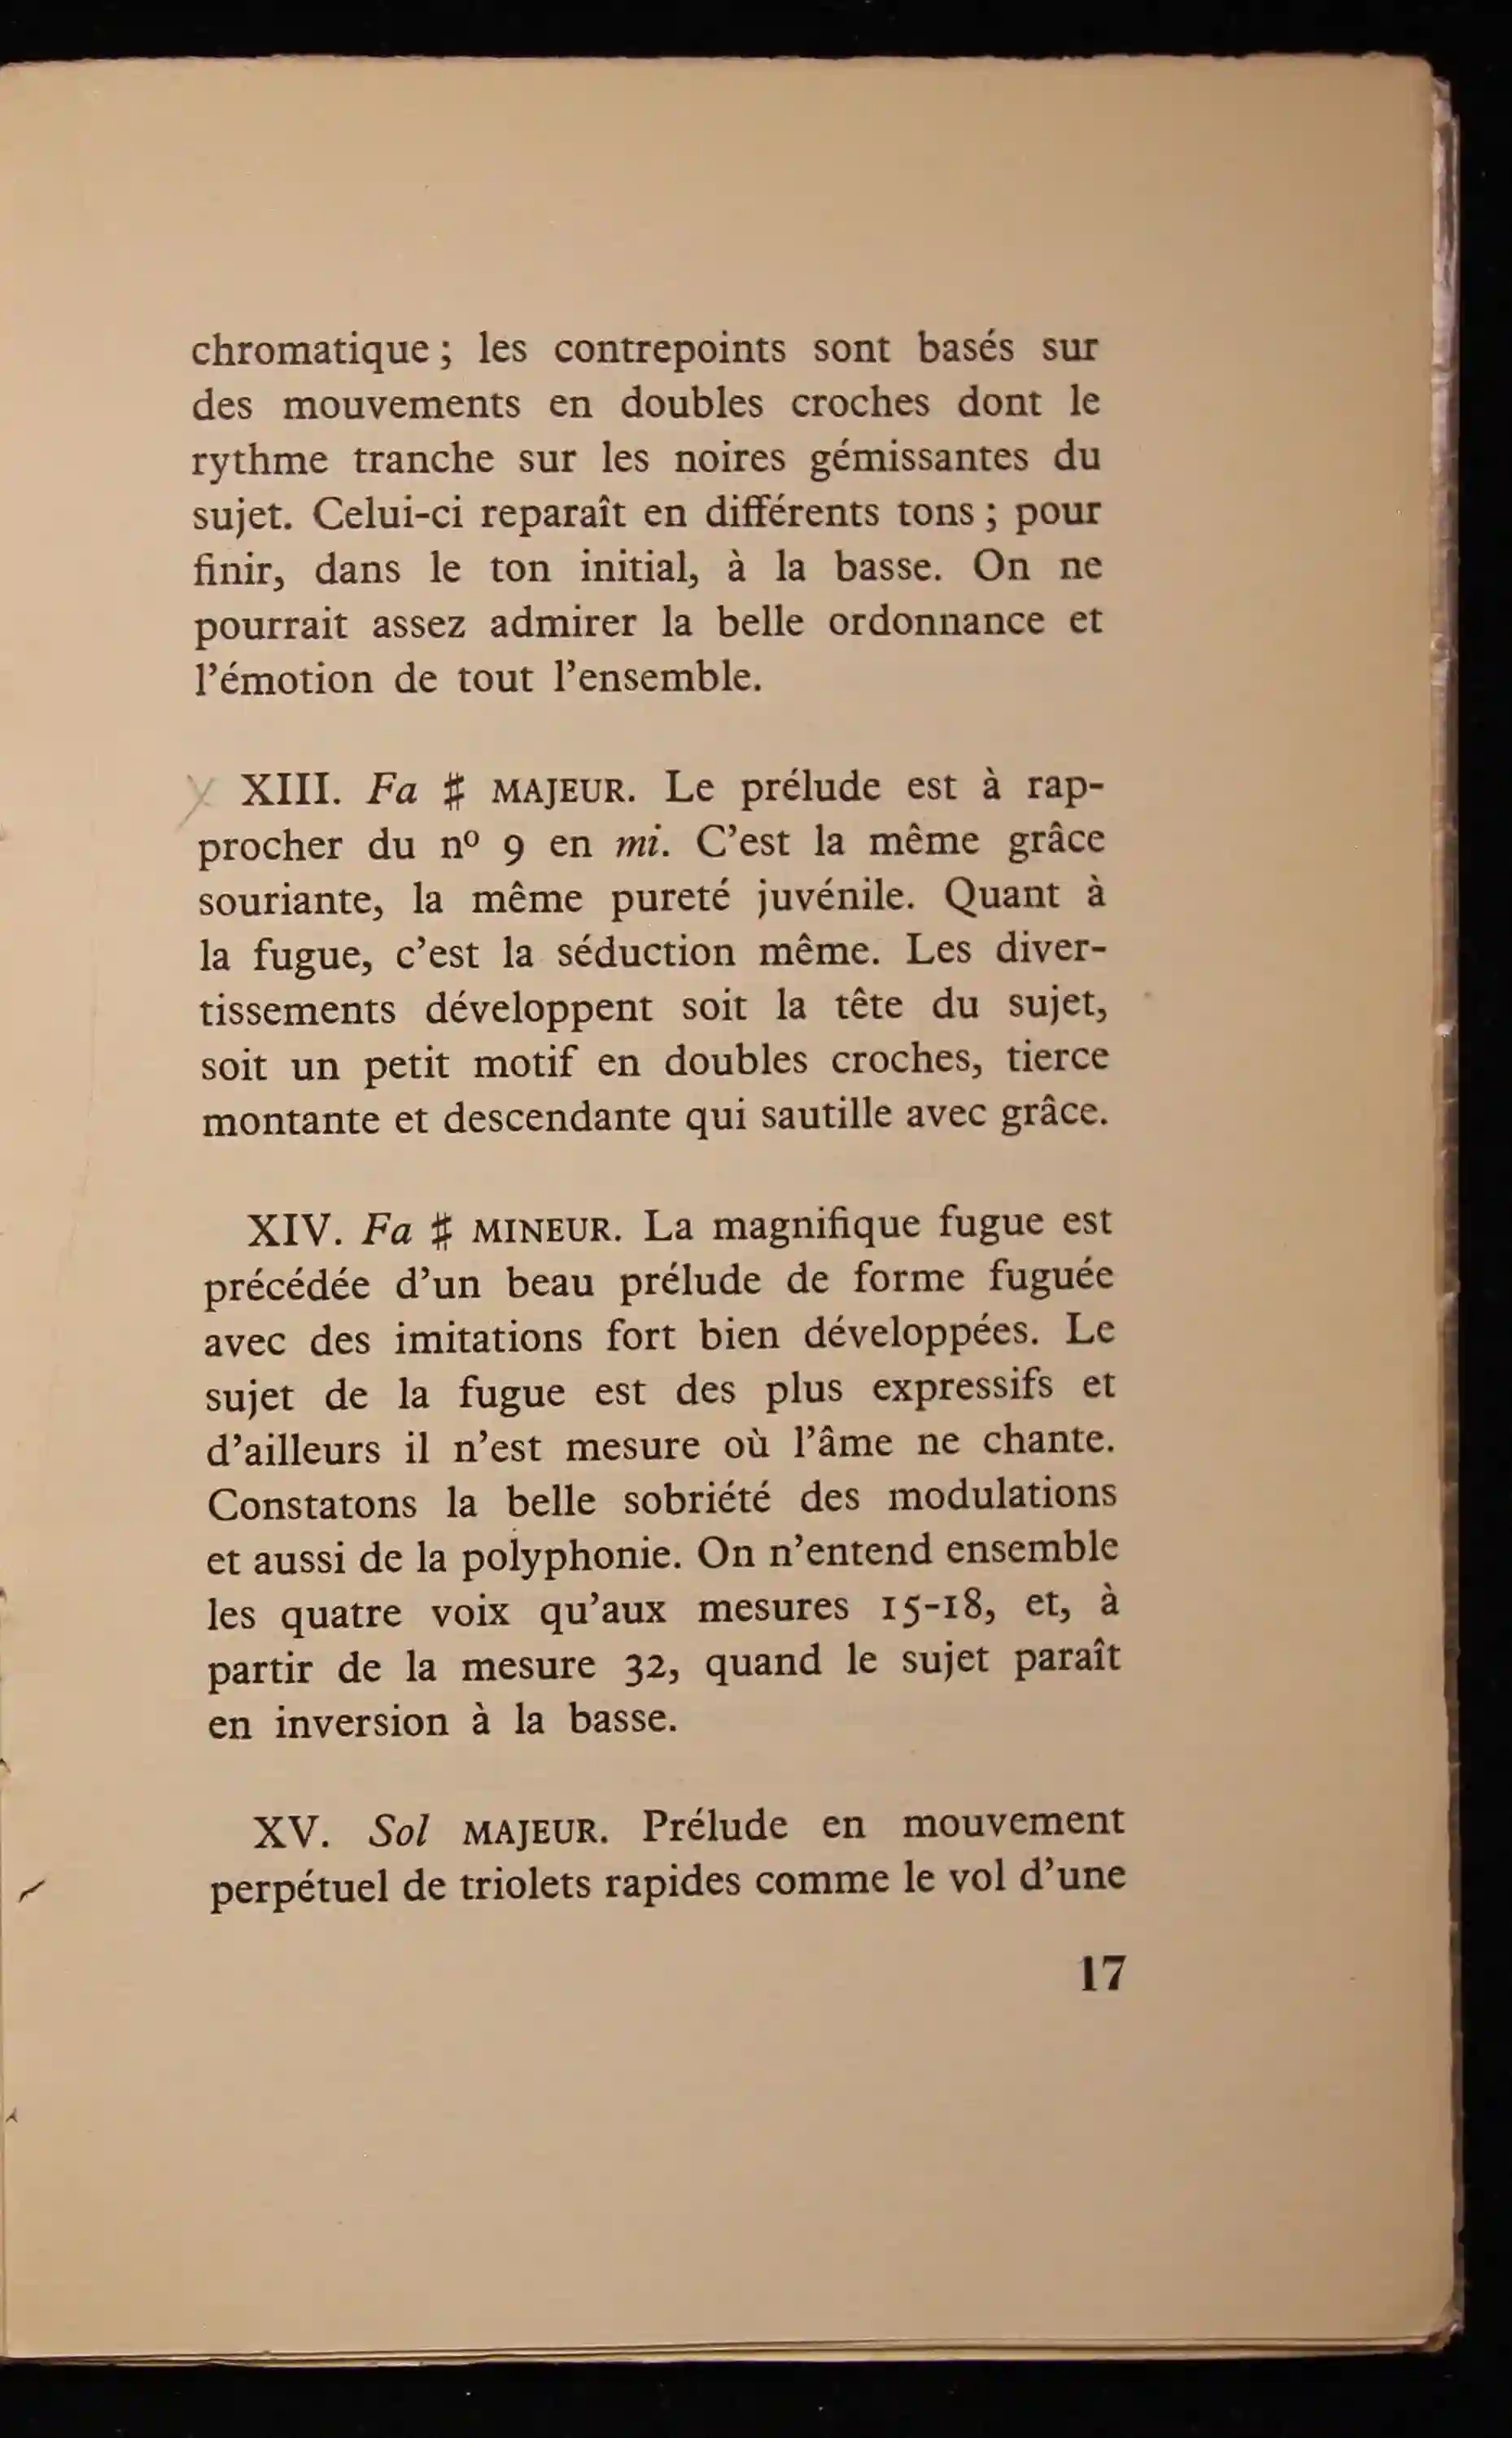 chromatique ; les contrepoints sont basés sur
des mouvements en doubles croches dont le
rythme tranche sur les noires gémissantes du
sujet. Celui-ci reparaît en différents tons ; pour
finir, dans le ton initial, à la basse. On ne
pourrait assez admirer la belle ordonnance et
l’émotion de tout l’ensemble.
XIII. Fa ♯ MAJEUR. Le prélude est à rap-
procher du nº 9 en mi. C’est la même grâce
souriante, la même pureté juvénile. Quant à
la fugue, c’est la séduction même. Les diver-
tissements développent soit la tête du sujet,
soit un petit motif en doubles croches, tierce
montante et descendante qui sautille avec grâce.
XIV. Fa ♯ MINEUR. La magnifique fugue est
précédée d’un beau prélude de forme fuguée
avec des imitations fort bien développées. Le
sujet de la fugue est des plus expressifs et
d’ailleurs il n’est mesure où l’âme ne chante.
Constatons la belle sobriété des modulations
et aussi de la polyphonie. On n’entend ensemble
les quatre voix qu’aux mesures 15-18, et, à
partir de la mesure 32, quand le sujet paraît
en inversion à la basse.
XV. Sol MAJEUR. Prélude en mouvement
perpétuel de triolets rapides comme le vol d’une
17